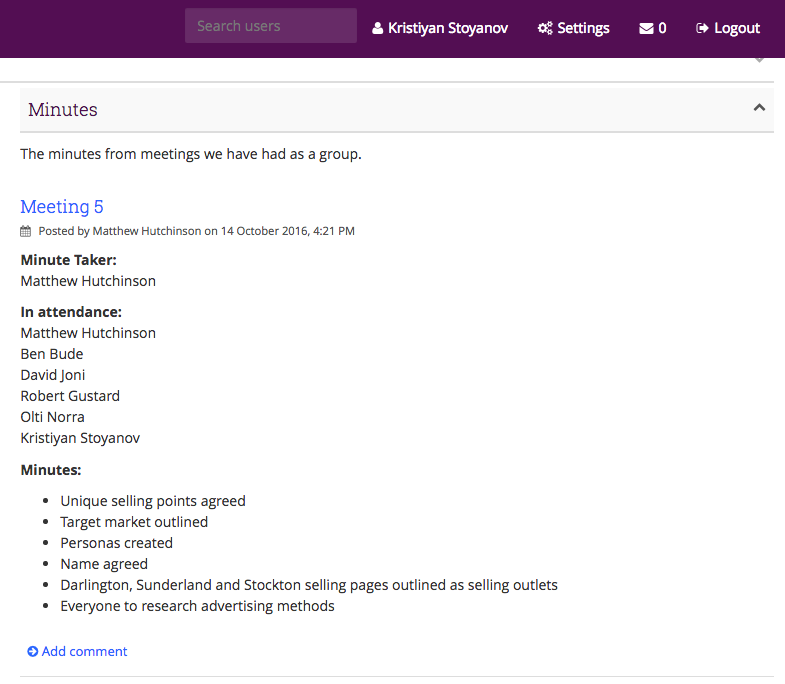 Search users
Kristiyan Stoyanov
Settings
0
Logout
Minutes
The minutes from meetings we have had as a group.
Meeting 5
Posted by Matthew Hutchinson on 14 October 2016, 4:21 PM
Minute Taker:
Matthew Hutchinson
In attendance:
Matthew Hutchinson
Ben Bude
David Joni
Robert Gustard
Olti Norra
Kristiyan Stoyanov
Minutes:
Unique selling points agreed
Target market outlined
Personas created
Name agreed
Darlington, Sunderland and Stockton selling pages outlined as selling outlets
Everyone to research advertising methods
Add comment